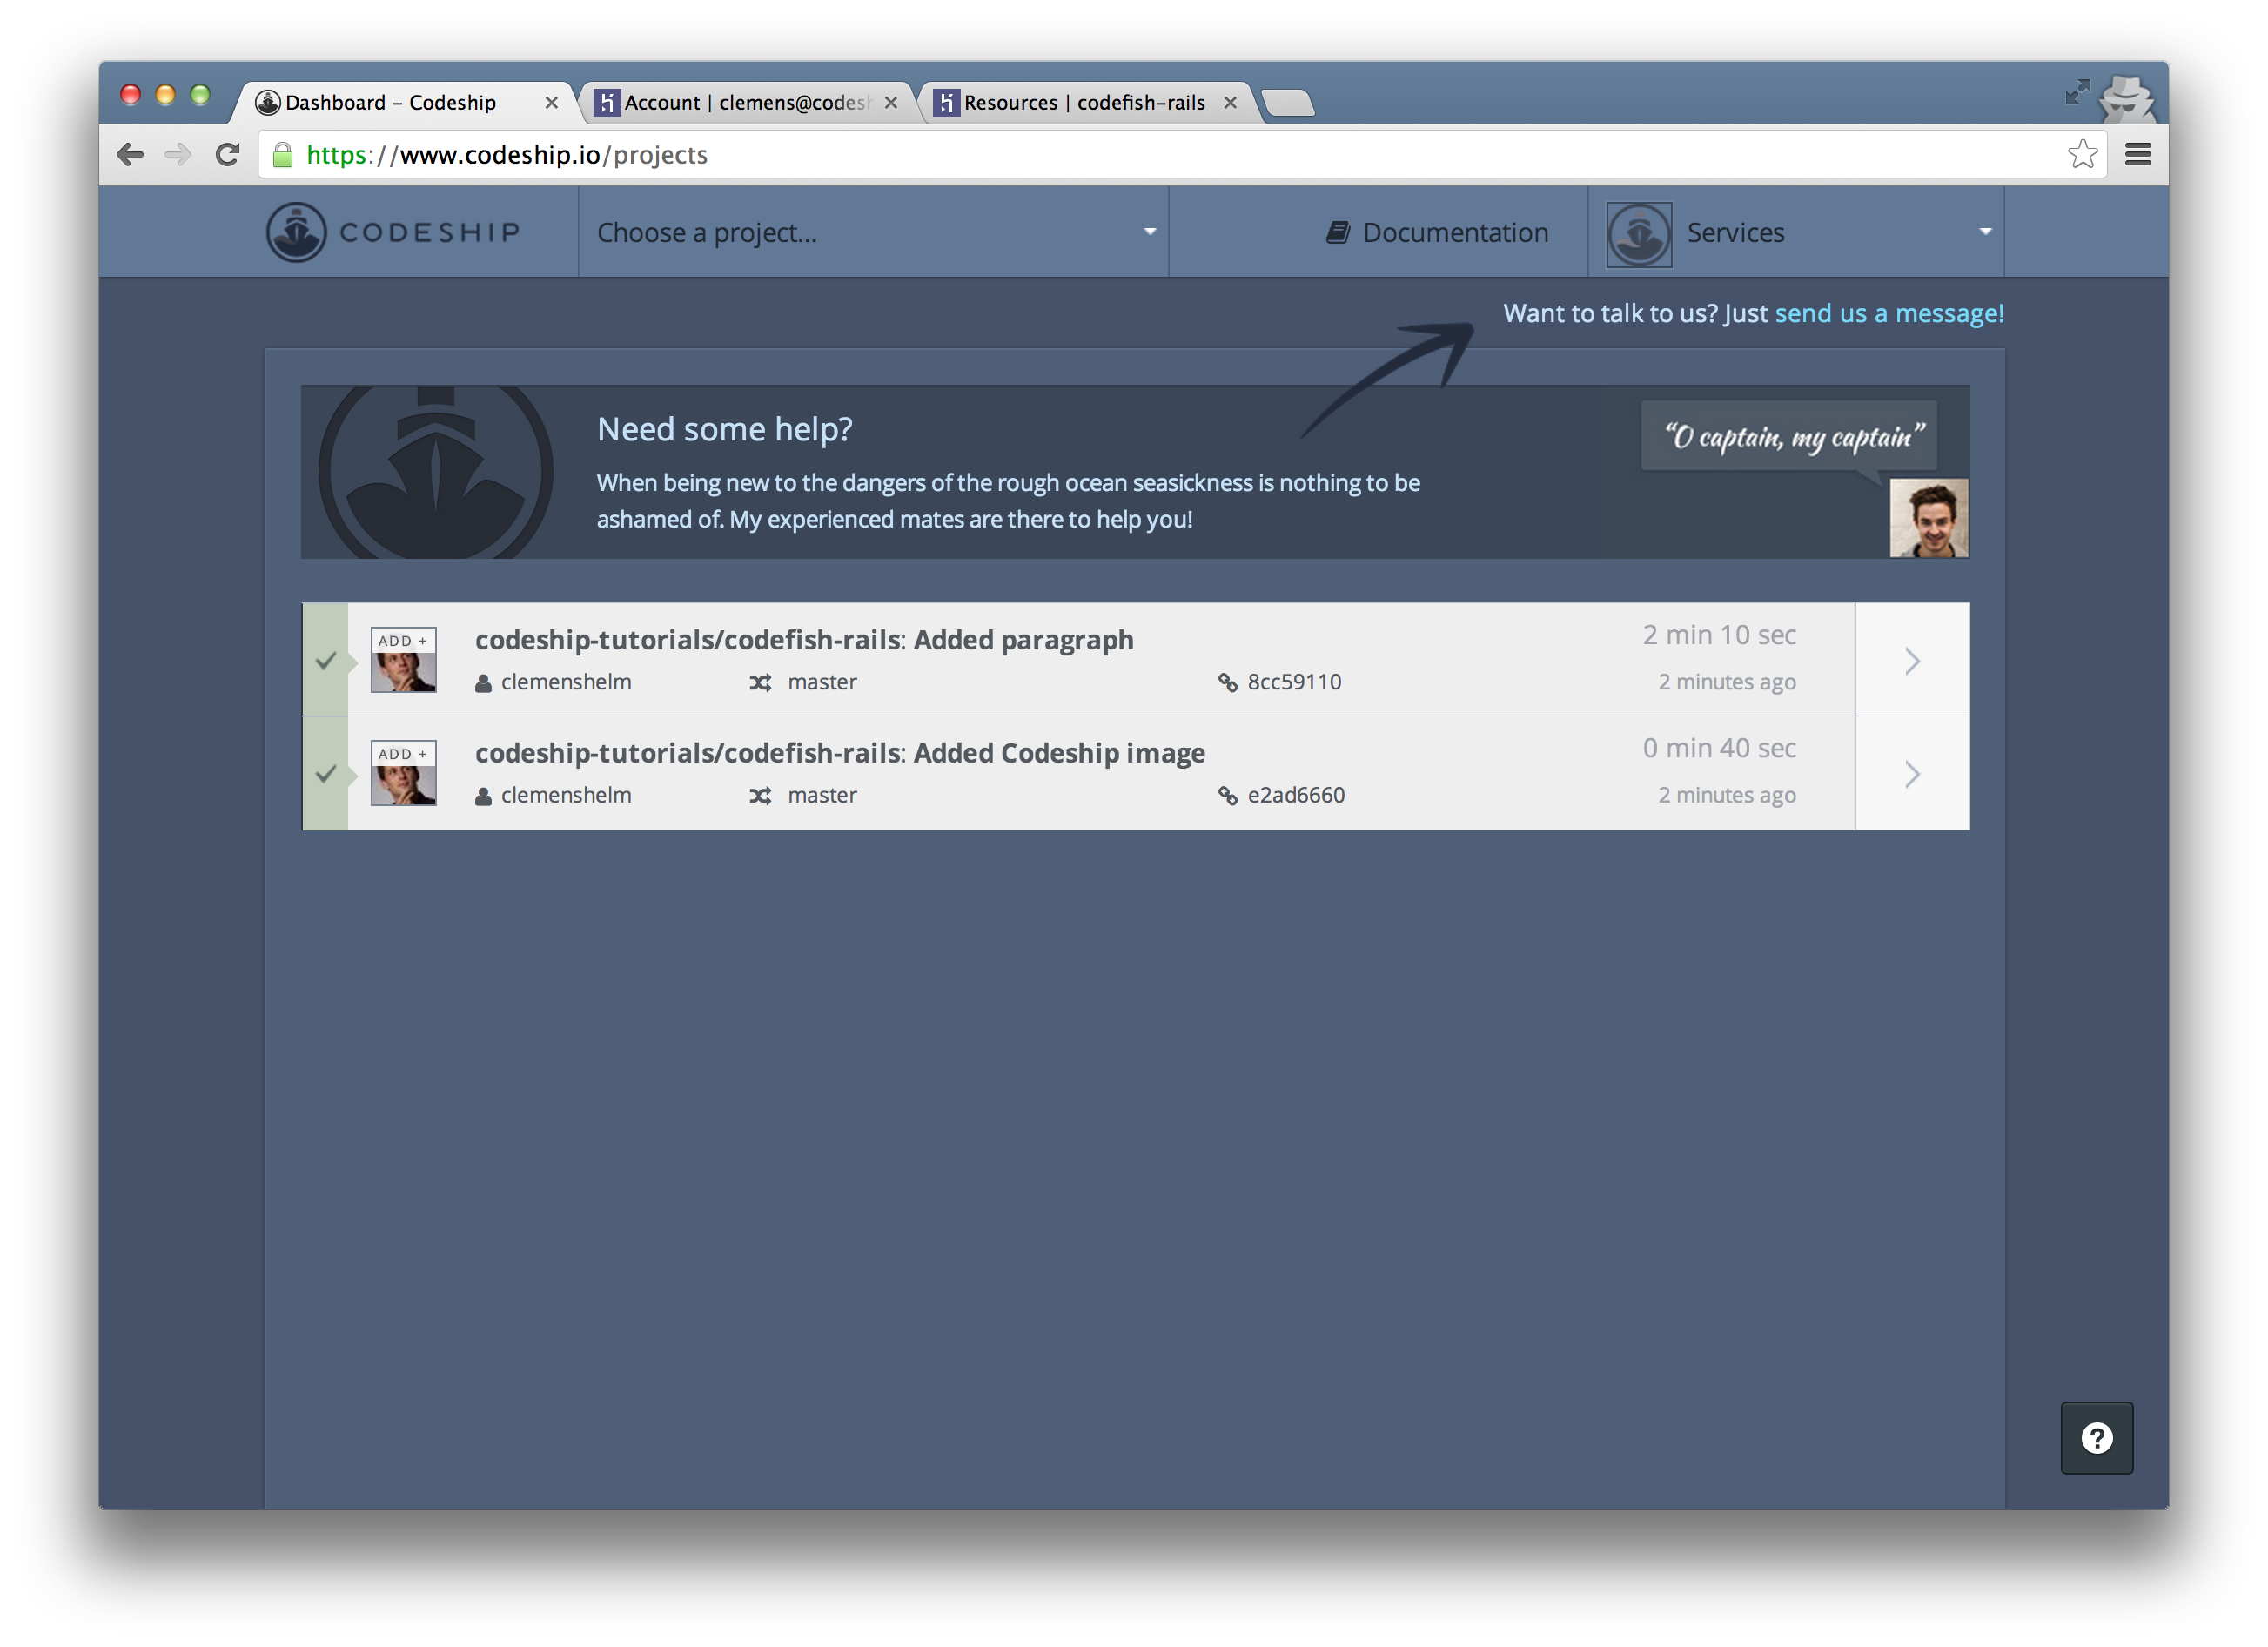 Dashboard – Codeship
Account | clemens@codesh
Resources | codefish-rails
https://www.codeship.io/projects
CODESHIP
Choose a project...
Documentation
Services
Want to talk to us? Just send us a message!
Need some help?
When being new to the dangers of the rough ocean seasickness is nothing to be
ashamed of. My experienced mates are there to help you!
“O captain, my captain”
ADD +
codeship-tutorials/codefish-rails: Added paragraph
2 min 10 sec
clemenshelm
master
8cc59110
2 minutes ago
ADD +
codeship-tutorials/codefish-rails: Added Codeship image
0 min 40 sec
clemenshelm
master
e2ad6660
2 minutes ago
?